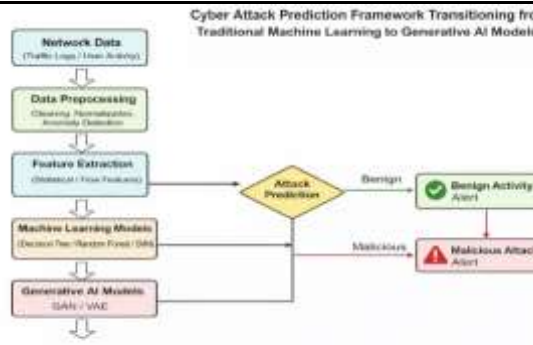 Cyber Attack Prediction Framework Transitioning fro
Traditional Machine Learning to Generative AI Models
Network Data
(Traffic Logs / User Activity)
Data Prepocessing
Cleaning, Normalization,
Anomaly Detection
Feature Extraction
(Statistical / Flow Features)
Attack
Prediction
Benign
Benign Activity
Alert
Machine Learning Models
(Decision Tree / Random Forest / SVM)
Malicious
Malicious Attack
Alert
Generative AI Models
GAN / VAE